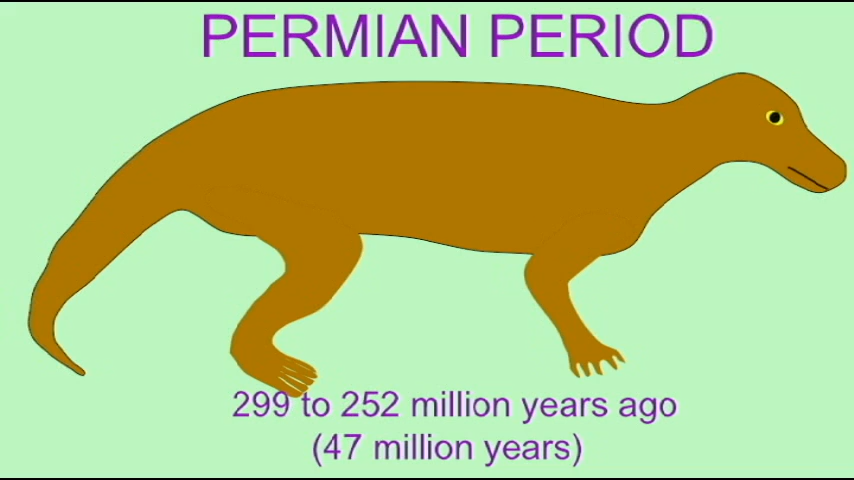 PERMIAN PERIOD
299 to 252 million years ago
(47 million years)